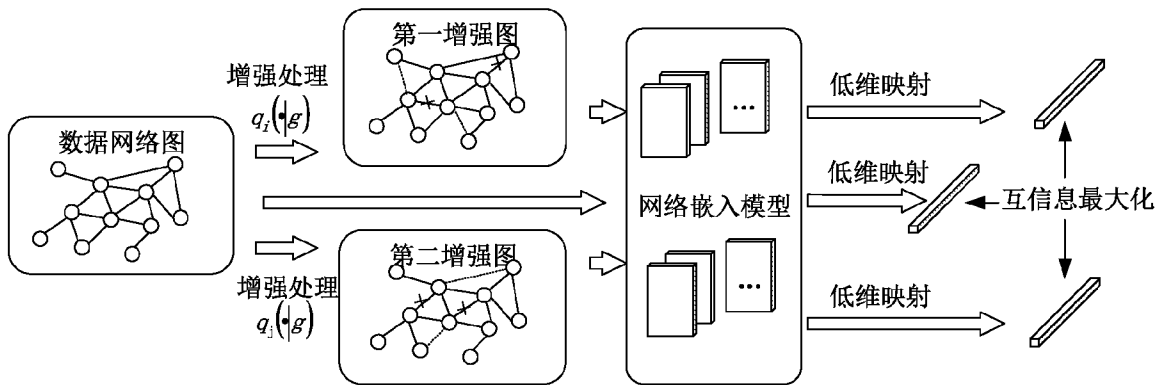 第一增强图
增强处理
q_i(•|g)
数据网络图
低维映射
低维映射
网络嵌入模型
互信息最大化
第二增强图
增强处理
q_j(•|g)
低维映射